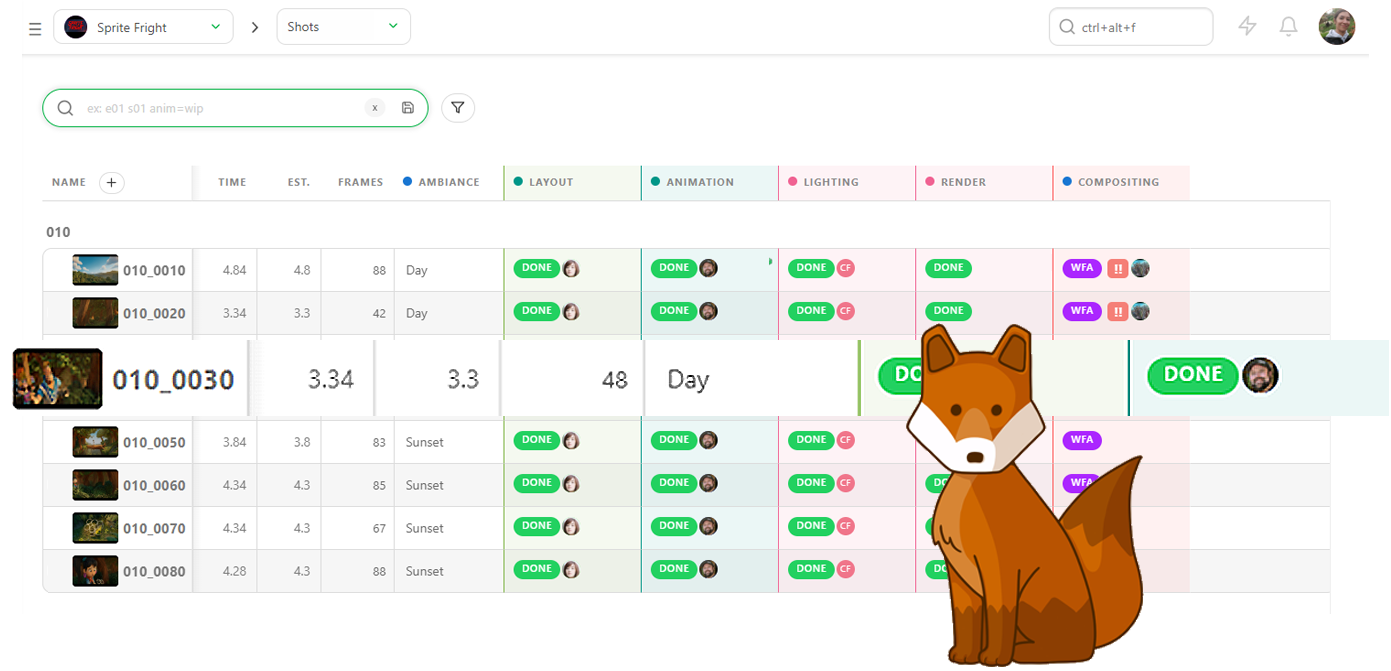 Sprite Fright Shots ctrl+alt+f
ex: e01 s01 anim=wip x
NAME + TIME EST. FRAMES AMBIANCE LAYOUT ANIMATION LIGHTING RENDER COMPOSITING
010
010_0010 4.84 4.8 88 Day DONE DONE DONE CF DONE WFA !!
010_0020 3.34 3.3 42 Day DONE DONE DONE CF DONE WFA !!
010_0030 3.34 3.3 48 Day DO DONE
010_0050 3.84 3.8 83 Sunset DONE DONE DONE CF WFA
010_0060 4.34 4.3 85 Sunset DONE DONE DONE CF DO WFA
010_0070 4.34 4.3 67 Sunset DONE DONE DONE CF
010_0080 4.28 4.3 88 Sunset DONE DONE DONE CF DO